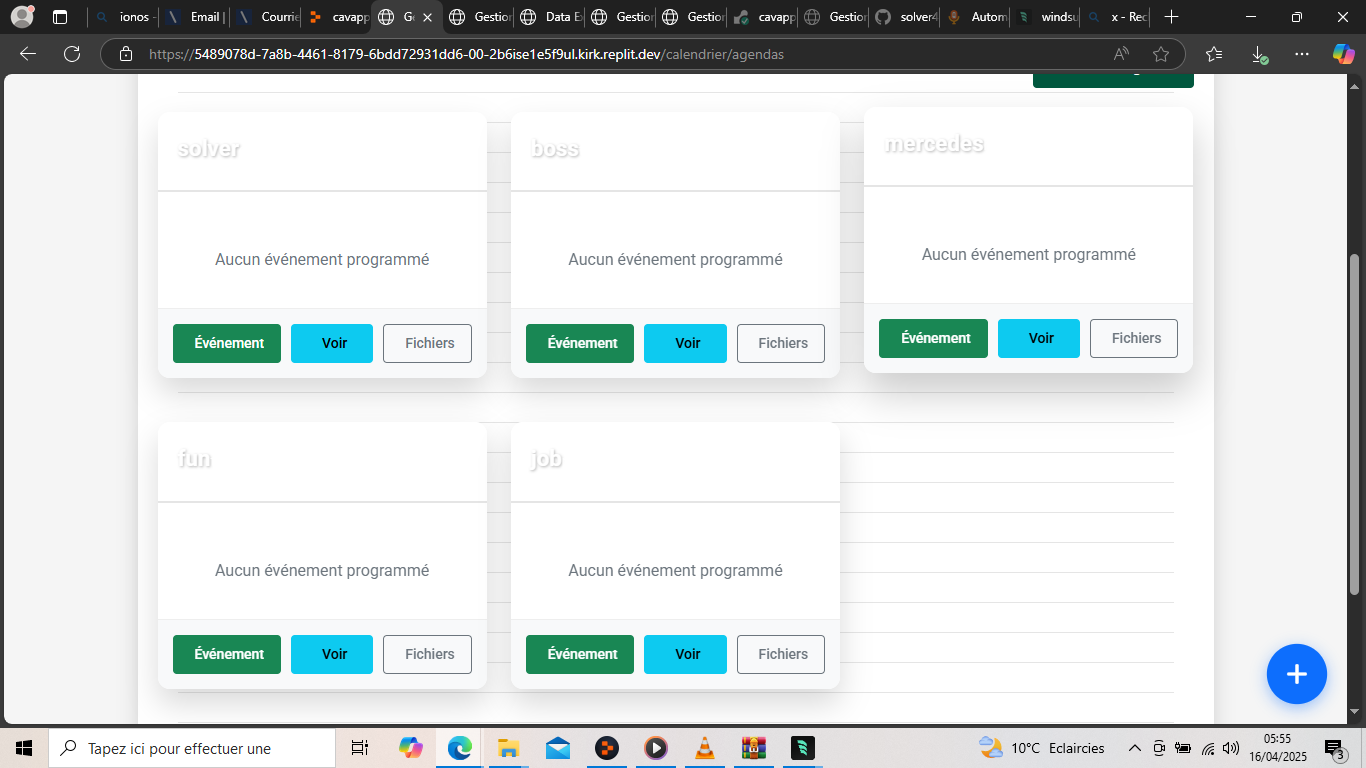 ionos -
Email |
Courrie
cavapp
Ge
Gestion
Data E
Gestion
Gestion
cavapp
Gestion
solver4
Autom
windsu
x - Rec
https://5489078d-7a8b-4461-8179-6bdd72931dd6-00-2b6ise1e5f9ul.kirk.replit.dev/calendrier/agendas
solver
boss
mercedes
Aucun événement programmé
Aucun événement programmé
Aucun événement programmé
Événement Voir Fichiers
Événement Voir Fichiers
Événement Voir Fichiers
fun
job
Aucun événement programmé
Aucun événement programmé
Événement Voir Fichiers
Événement Voir Fichiers
Tapez ici pour effectuer une
10°C Eclaircies
05:55
16/04/2025
3